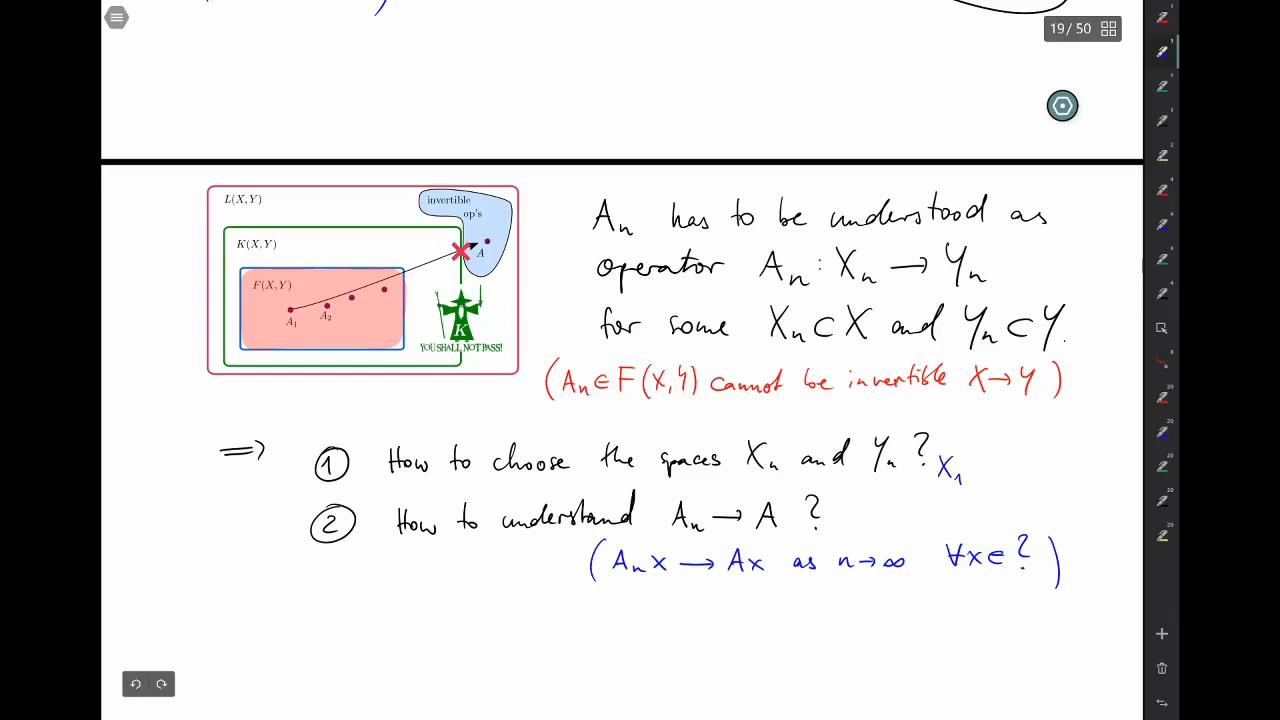 19 / 50
L(X,Y)
invertible
op's
K(X,Y)
A
F(X,Y)
A₁
A₂
K
YOU SHALL NOT PASS!
Aₙ has to be understood as
operator Aₙ : Xₙ → Yₙ
for some Xₙ ⊂ X and Yₙ ⊂ Y.
(Aₙ ∈ F(X,Y) cannot be invertible X → Y)
⇒ ① How to choose the spaces Xₙ and Yₙ ? X₁
② How to understand Aₙ → A ?
(Aₙx → Ax as n → ∞ ∀x ∈ ?)